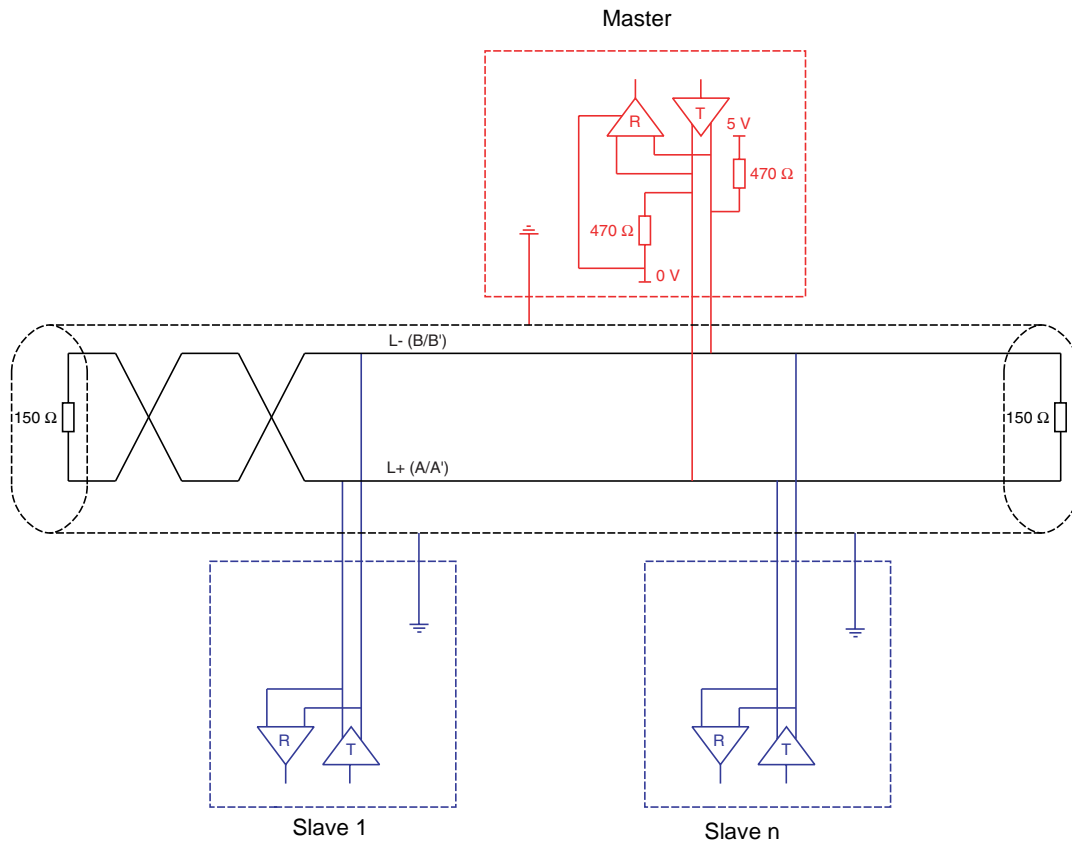 Master
R
T
5 V
470 Ω
470 Ω
0 V
L- (B/B')
150 Ω
150 Ω
L+ (A/A')
R
T
R
T
Slave 1
Slave n